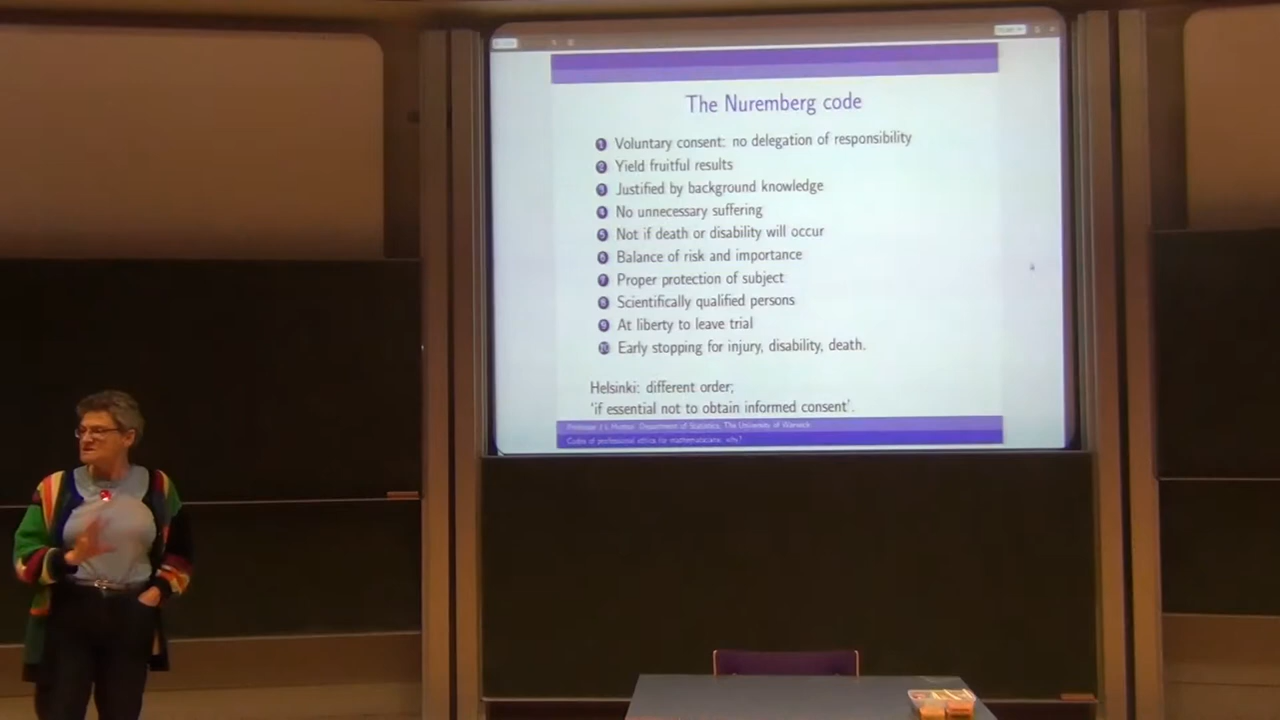 The Nuremberg code
1 Voluntary consent: no delegation of responsibility
2 Yield fruitful results
3 Justified by background knowledge
4 No unnecessary suffering
5 Not if death or disability will occur
6 Balance of risk and importance
7 Proper protection of subject
8 Scientifically qualified persons
9 At liberty to leave trial
10 Early stopping for injury, disability, death.
Helsinki: different order;
'if essential not to obtain informed consent'.
Professor J L Department of Statistics, The University of Warwick
Codes of professional ethics for mathematicians; why?